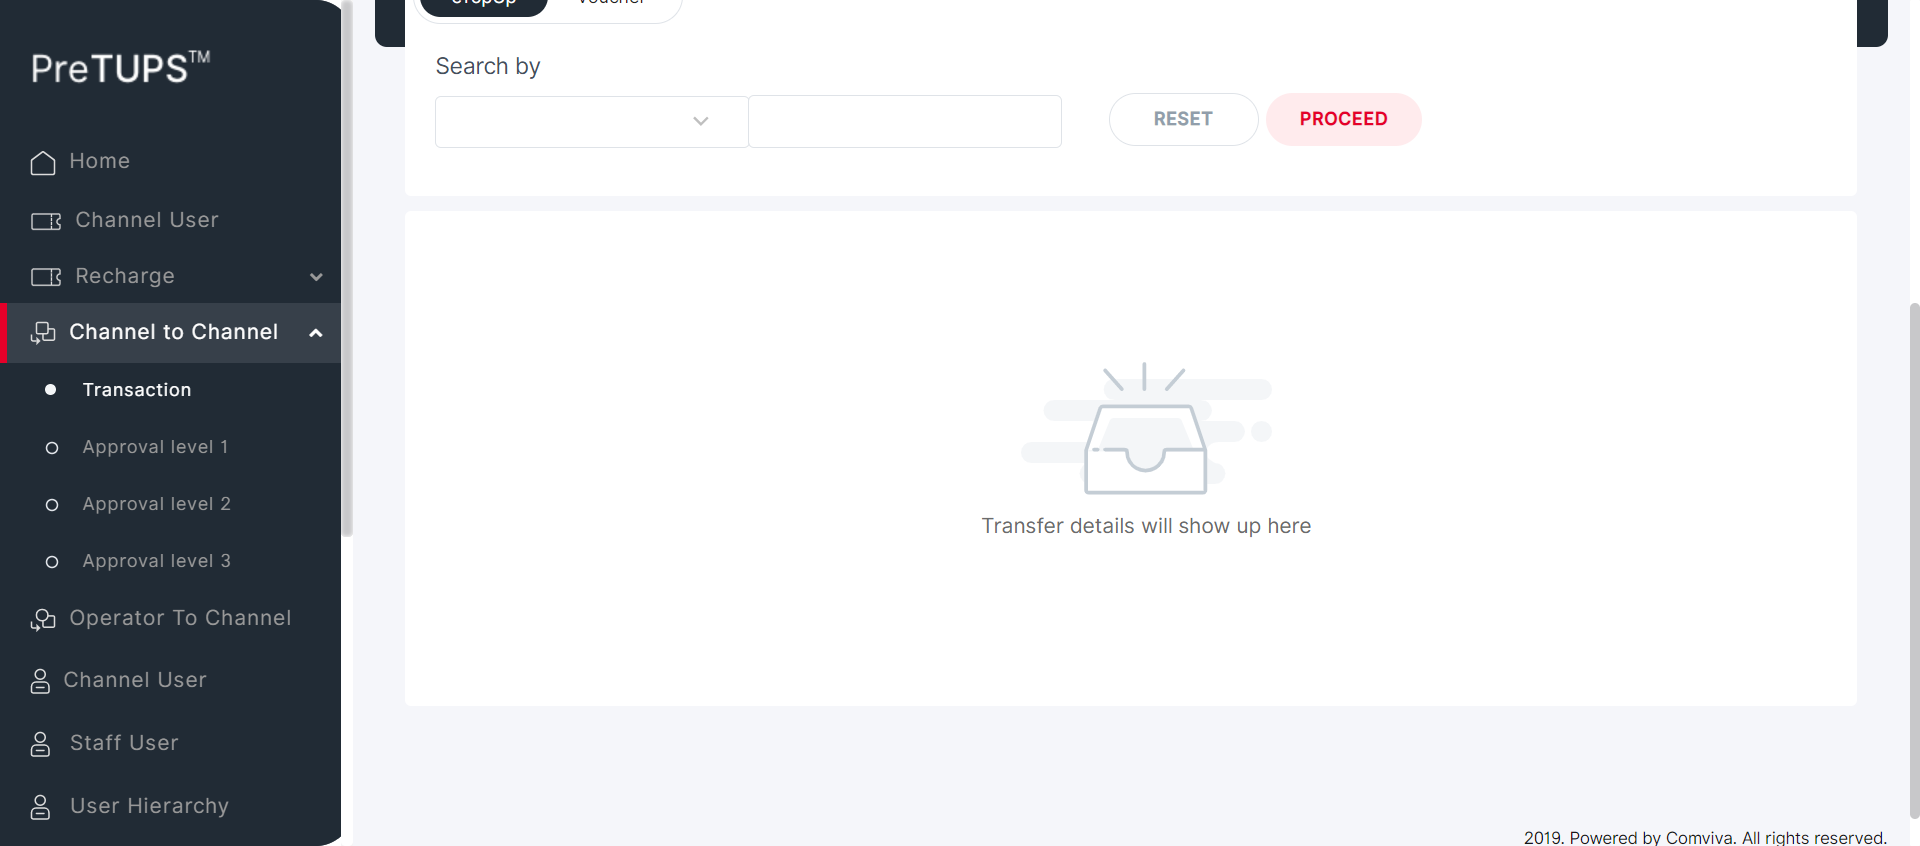 PreTUPS™
Home
Channel User
Recharge
Channel to Channel
Transaction
Approval level 1
Approval level 2
Approval level 3
Operator To Channel
Channel User
Staff User
User Hierarchy
eTopUp
Voucher
Search by
RESET
PROCEED
Transfer details will show up here
2019. Powered by Comviva. All rights reserved.